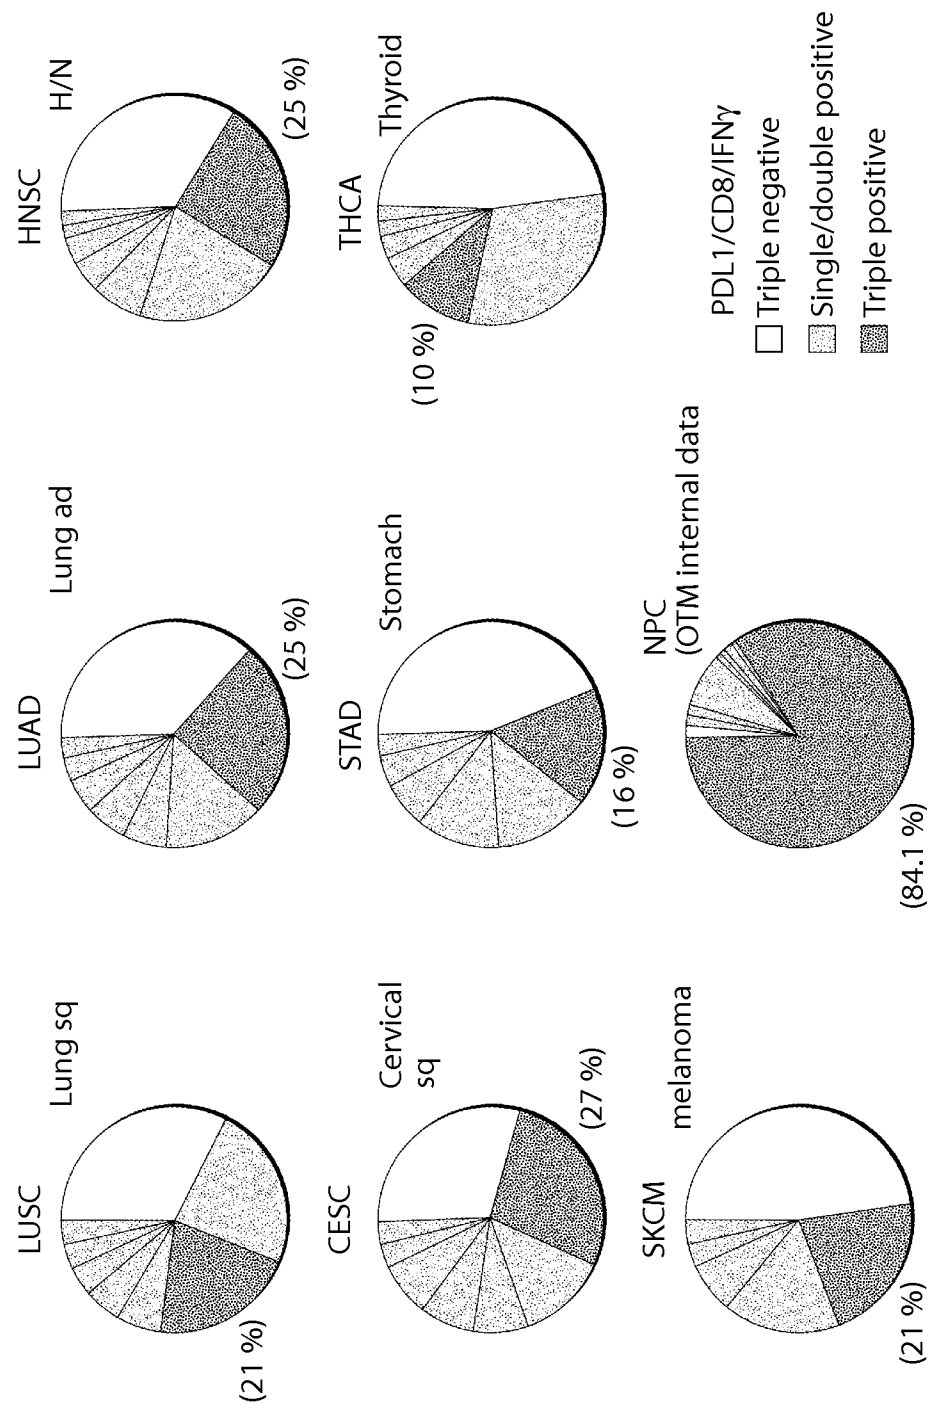 LUSC
Lung sq
(21 %)
LUAD
Lung ad
(25 %)
HNSC
H/N
(25 %)
CESC
Cervical
sq
(27 %)
STAD
Stomach
(16 %)
THCA
Thyroid
(10 %)
SKCM
melanoma
(21 %)
NPC
(OTM internal data
(84.1 %)
PDL1/CD8/IFNγ
Triple negative
Single/double positive
Triple positive